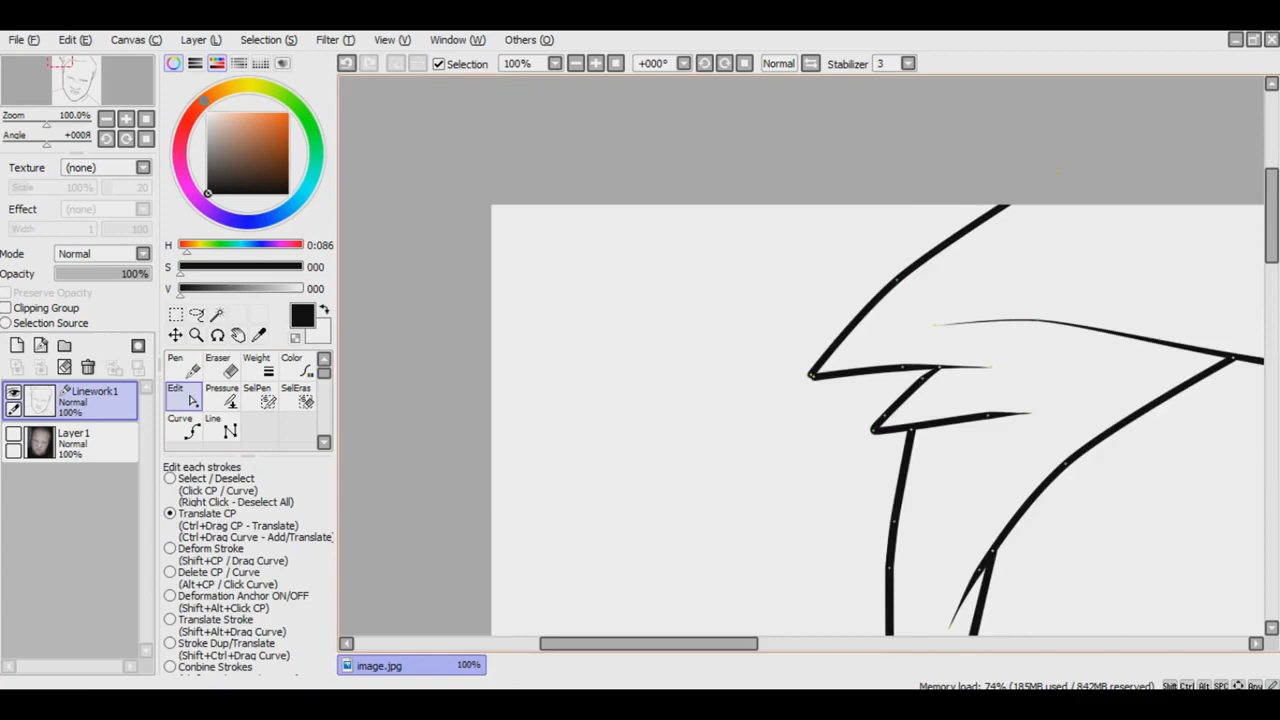 File (F) Edit (E) Canvas (C) Layer (L) Selection (S) Filter (T) View (V) Window (W) Others (O)
Selection 100% +000° Normal Stabilizer 3
Zoom 100.0%
Angle +000Я
Texture (none)
Scale 100% 20
Effect (none)
Width 1 100
Mode Normal
Opacity 100%
Preserve Opacity
Clipping Group
Selection Source
Linework1
Normal
100%
Layer1
Normal
100%
H 0:086
S 000
V 000
Pen Eraser Weight Color
Edit Pressure SelPen SelEras
Curve Line
Edit each strokes
Select / Deselect
(Click CP / Curve)
(Right Click - Deselect All)
Translate CP
(Ctrl+Drag CP - Translate)
(Ctrl+Drag Curve - Add/Translate)
Deform Stroke
(Shift+CP / Drag Curve)
Delete CP / Curve
(Alt+CP / Click Curve)
Deformation Anchor ON/OFF
(Shift+Alt+Click CP)
Translate Stroke
(Shift+Alt+Drag Curve)
Stroke Dup/Translate
(Shift+Ctrl+Drag Curve)
Combine Strokes
image.jpg 100%
Memory load: 74% (185MB used / 842MB reserved) Shift Ctrl Alt SPC Any